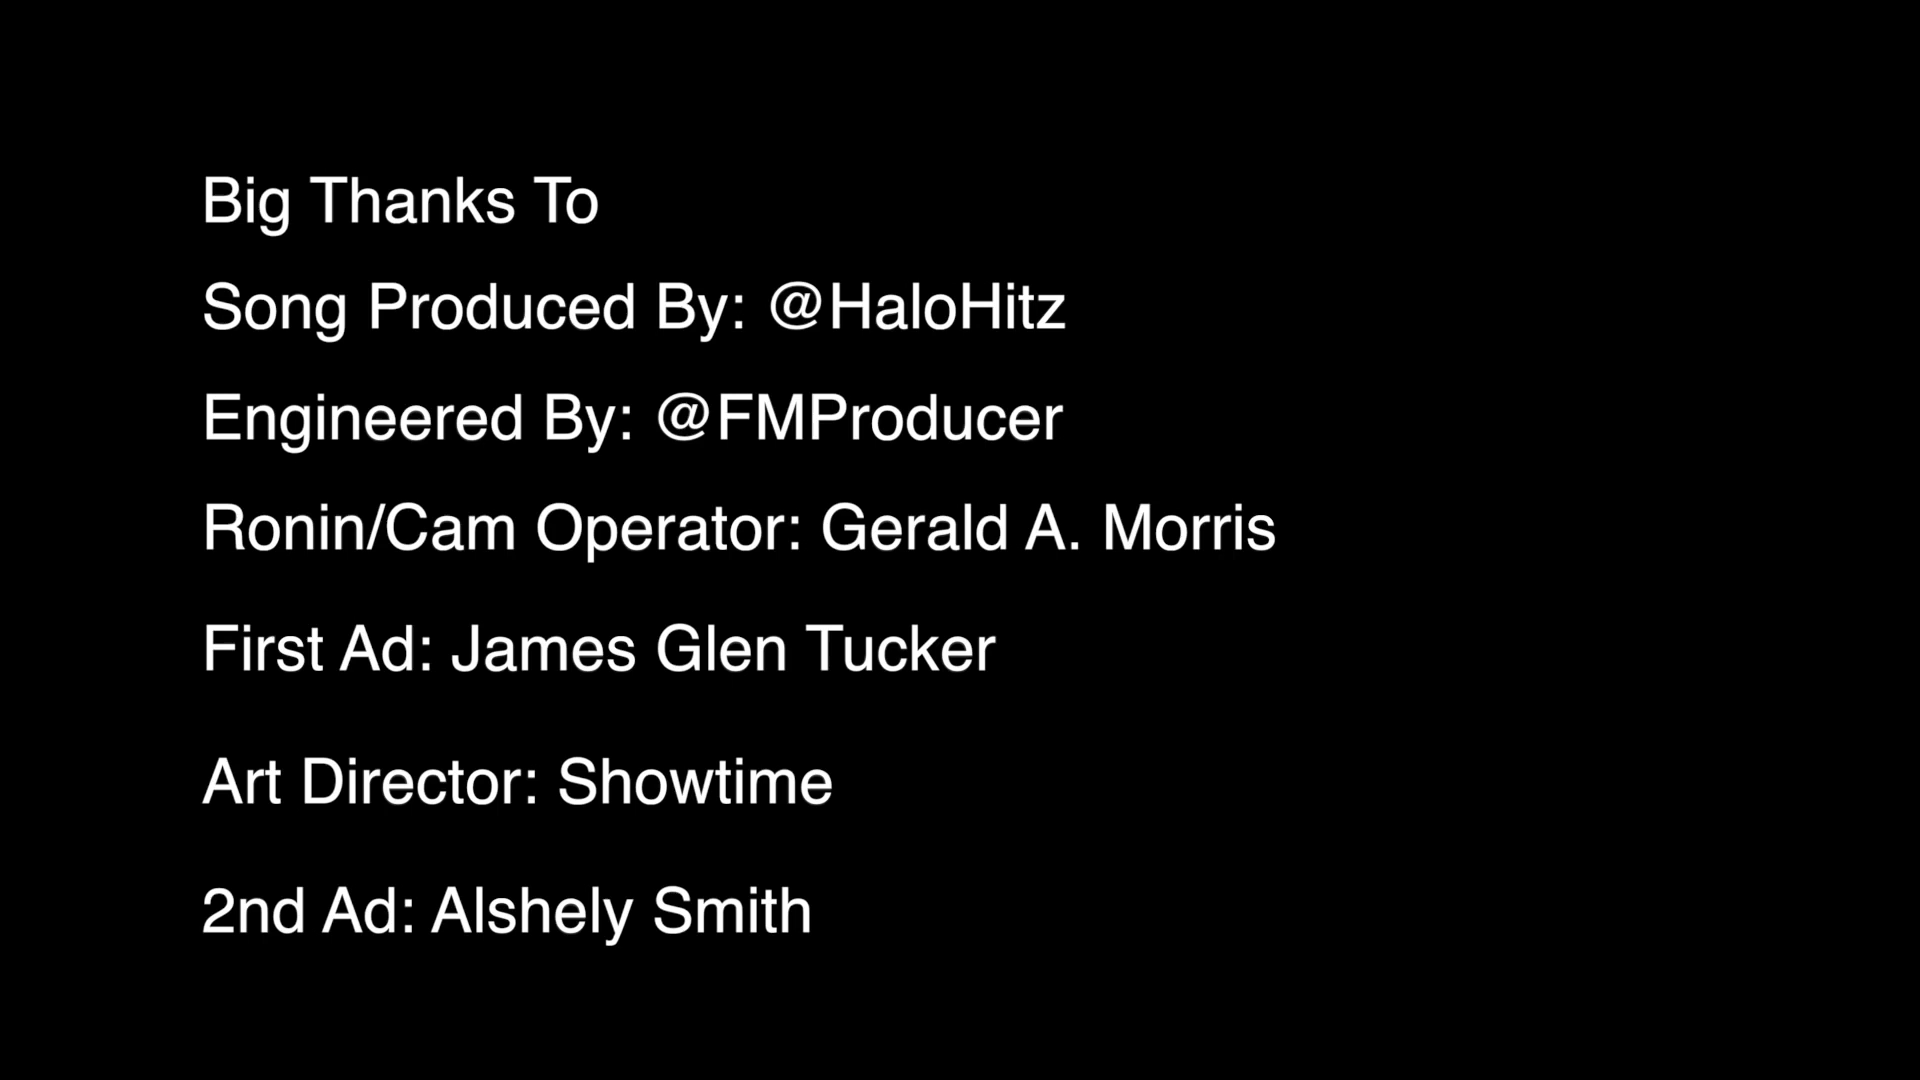 Big Thanks To
Song Produced By: @HaloHitz
Engineered By: @FMProducer
Ronin/Cam Operator: Gerald A. Morris
First Ad: James Glen Tucker
Art Director: Showtime
2nd Ad: Alshely Smith